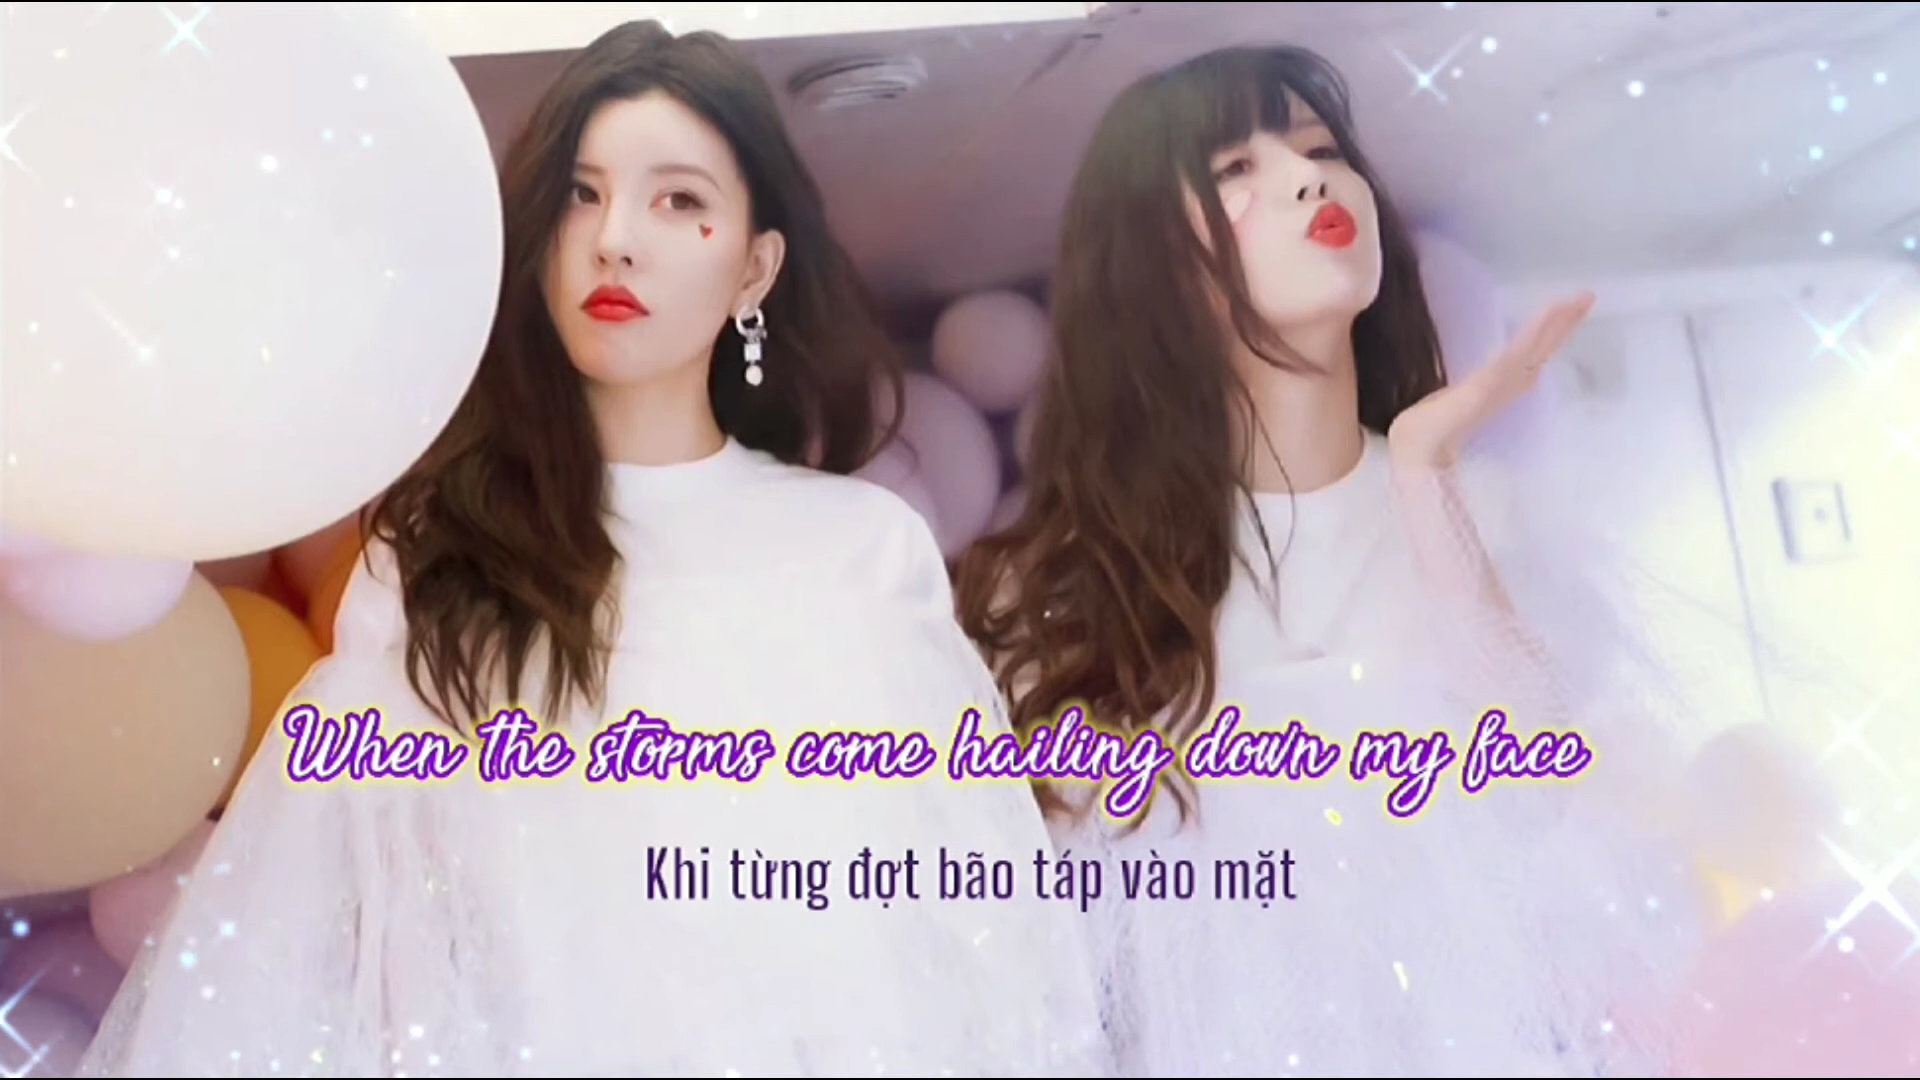 When the storms come hailing down my face
Khi từng đợt bão táp vào mặt